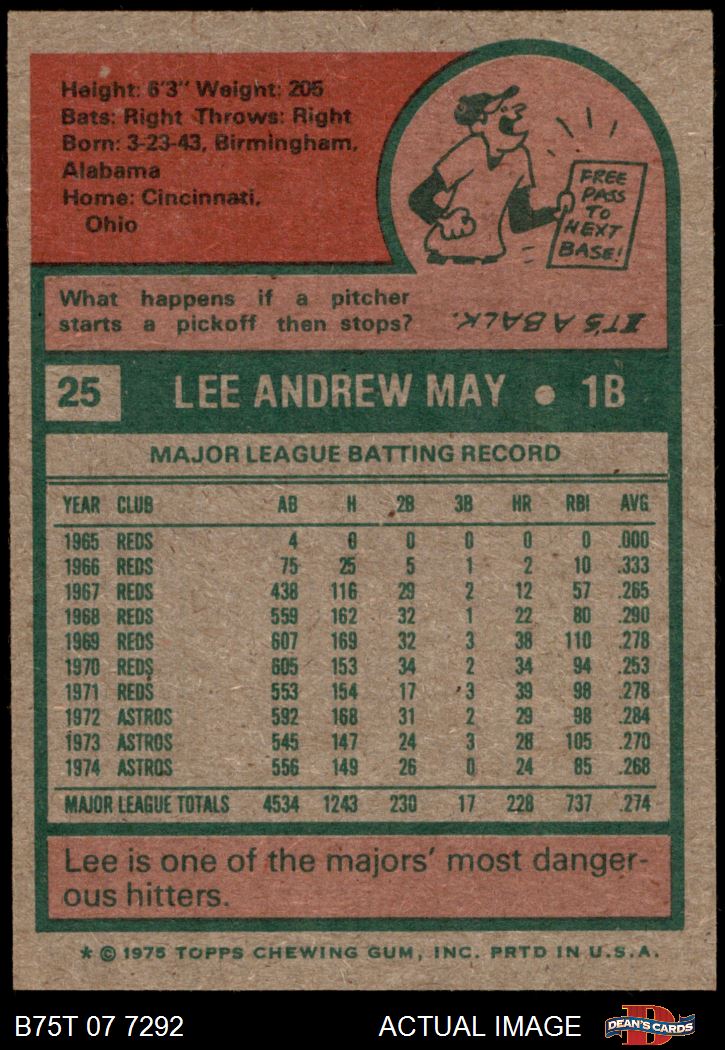 Height: 6'3" Weight: 205
Bats: Right Throws: Right
Born: 3-23-43, Birmingham,
Alabama
Home: Cincinnati,
Ohio
FREE
PASS
TO
NEXT
BASE!
What happens if a pitcher
starts a pickoff then stops?
IT'S A BALK.
25 LEE ANDREW MAY • 1B
MAJOR LEAGUE BATTING RECORD
YEAR CLUB AB H 2B 3B HR RBI AVG
1965 REDS 4 0 0 0 0 0 .000
1966 REDS 75 25 5 1 2 10 .333
1967 REDS 438 116 29 2 12 57 .265
1968 REDS 559 162 32 1 22 80 .290
1969 REDS 607 169 32 3 38 110 .278
1970 REDS 605 153 34 2 34 94 .253
1971 REDS 553 154 17 3 39 98 .278
1972 ASTROS 592 168 31 2 29 98 .284
1973 ASTROS 545 147 24 3 28 105 .270
1974 ASTROS 556 149 26 0 24 85 .268
MAJOR LEAGUE TOTALS 4534 1243 230 17 228 737 .274
Lee is one of the majors' most danger-
ous hitters.
* © 1975 TOPPS CHEWING GUM, INC. PRTD IN U.S.A.
B75T 07 7292 ACTUAL IMAGE
D
DEAN'S CARDS